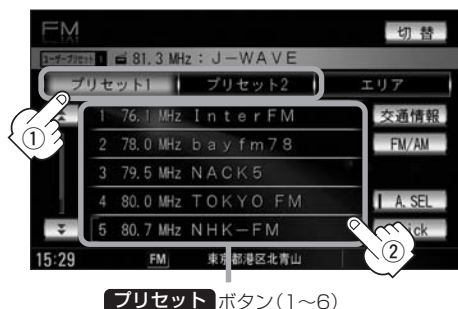 FM
切替
ユーザープリセット 1 81.3 MHz : J-WAVE
プリセット1 プリセット2 エリア
1 76.1 MHz InterFM
交通情報
2 78.0 MHz bayfm78
FM/AM
3 79.5 MHz NACK5
4 80.0 MHz TOKYO FM
A.SEL
5 80.7 MHz NHK-FM
15:29 FM 東京都港区北青山
①
②
プリセット ボタン(1~6)